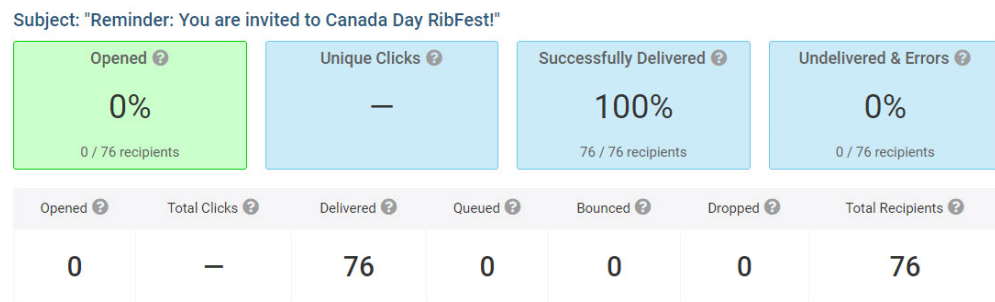 Subject: "Reminder: You are invited to Canada Day RibFest!"
Opened ? Unique Clicks ? Successfully Delivered ? Undelivered & Errors ?
0% — 100% 0%
0 / 76 recipients 76 / 76 recipients 0 / 76 recipients
Opened ? Total Clicks ? Delivered ? Queued ? Bounced ? Dropped ? Total Recipients ?
0 — 76 0 0 0 76